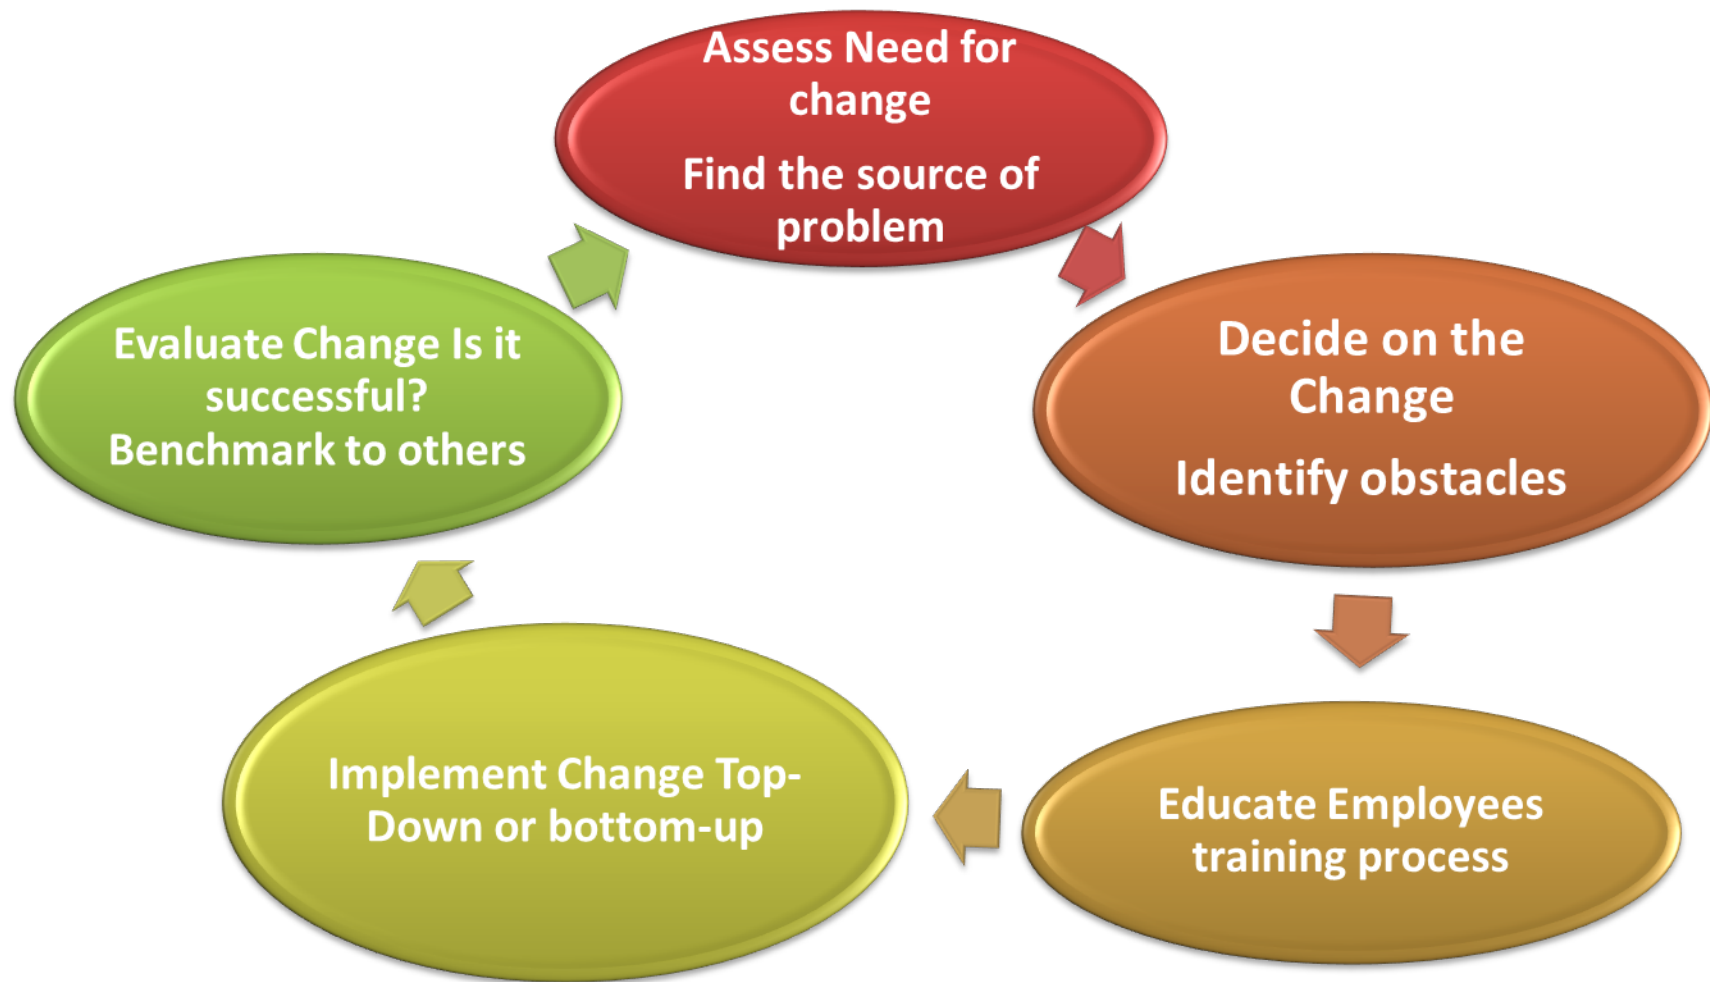 Assess Need for
change
Find the source of
problem
Decide on the
Change
Identify obstacles
Educate Employees
training process
Implement Change Top-
Down or bottom-up
Evaluate Change Is it
successful?
Benchmark to others